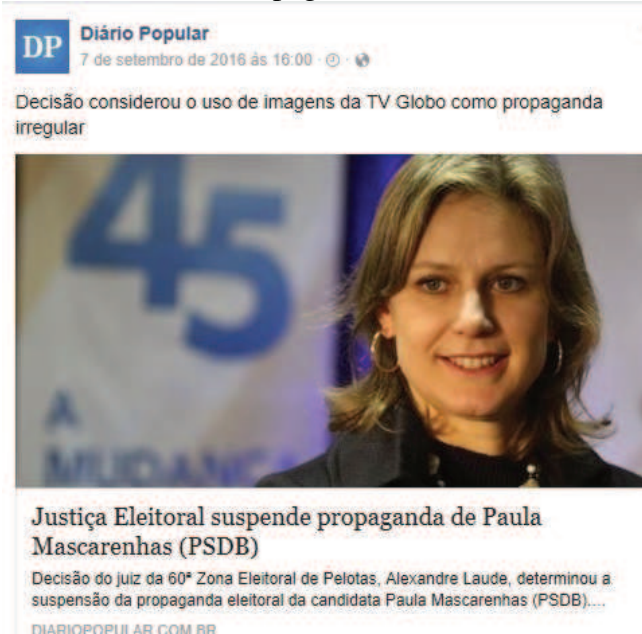 DP
Diário Popular
7 de setembro de 2016 às 16:00
Decisão considerou o uso de imagens da TV Globo como propaganda
irregular
45
A
MUDANÇA
Justiça Eleitoral suspende propaganda de Paula
Mascarenhas (PSDB)
Decisão do juiz da 60ª Zona Eleitoral de Pelotas, Alexandre Laude, determinou a
suspensão da propaganda eleitoral da candidata Paula Mascarenhas (PSDB)....
DIARIOPOPULAR.COM.BR